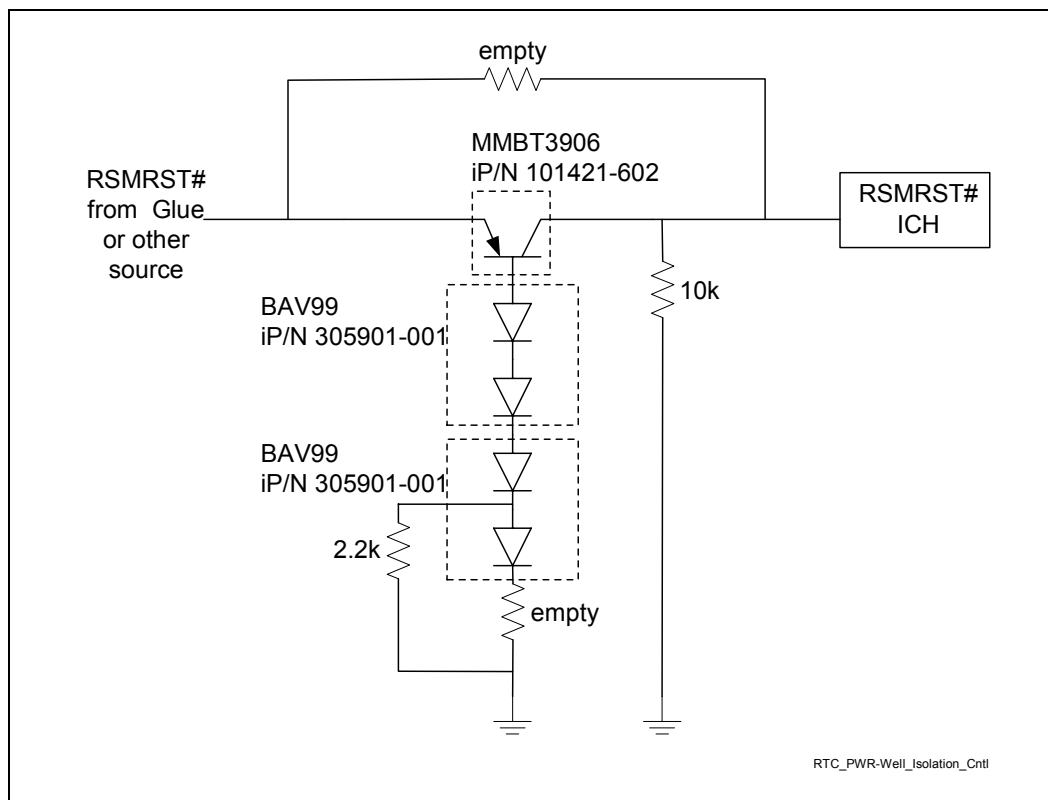 empty
MMBT3906
iP/N 101421-602
RSMRST#
from Glue
or other
source
RSMRST#
ICH
10k
BAV99
iP/N 305901-001
BAV99
iP/N 305901-001
2.2k
empty
RTC_PWR-Well_Isolation_Cntl